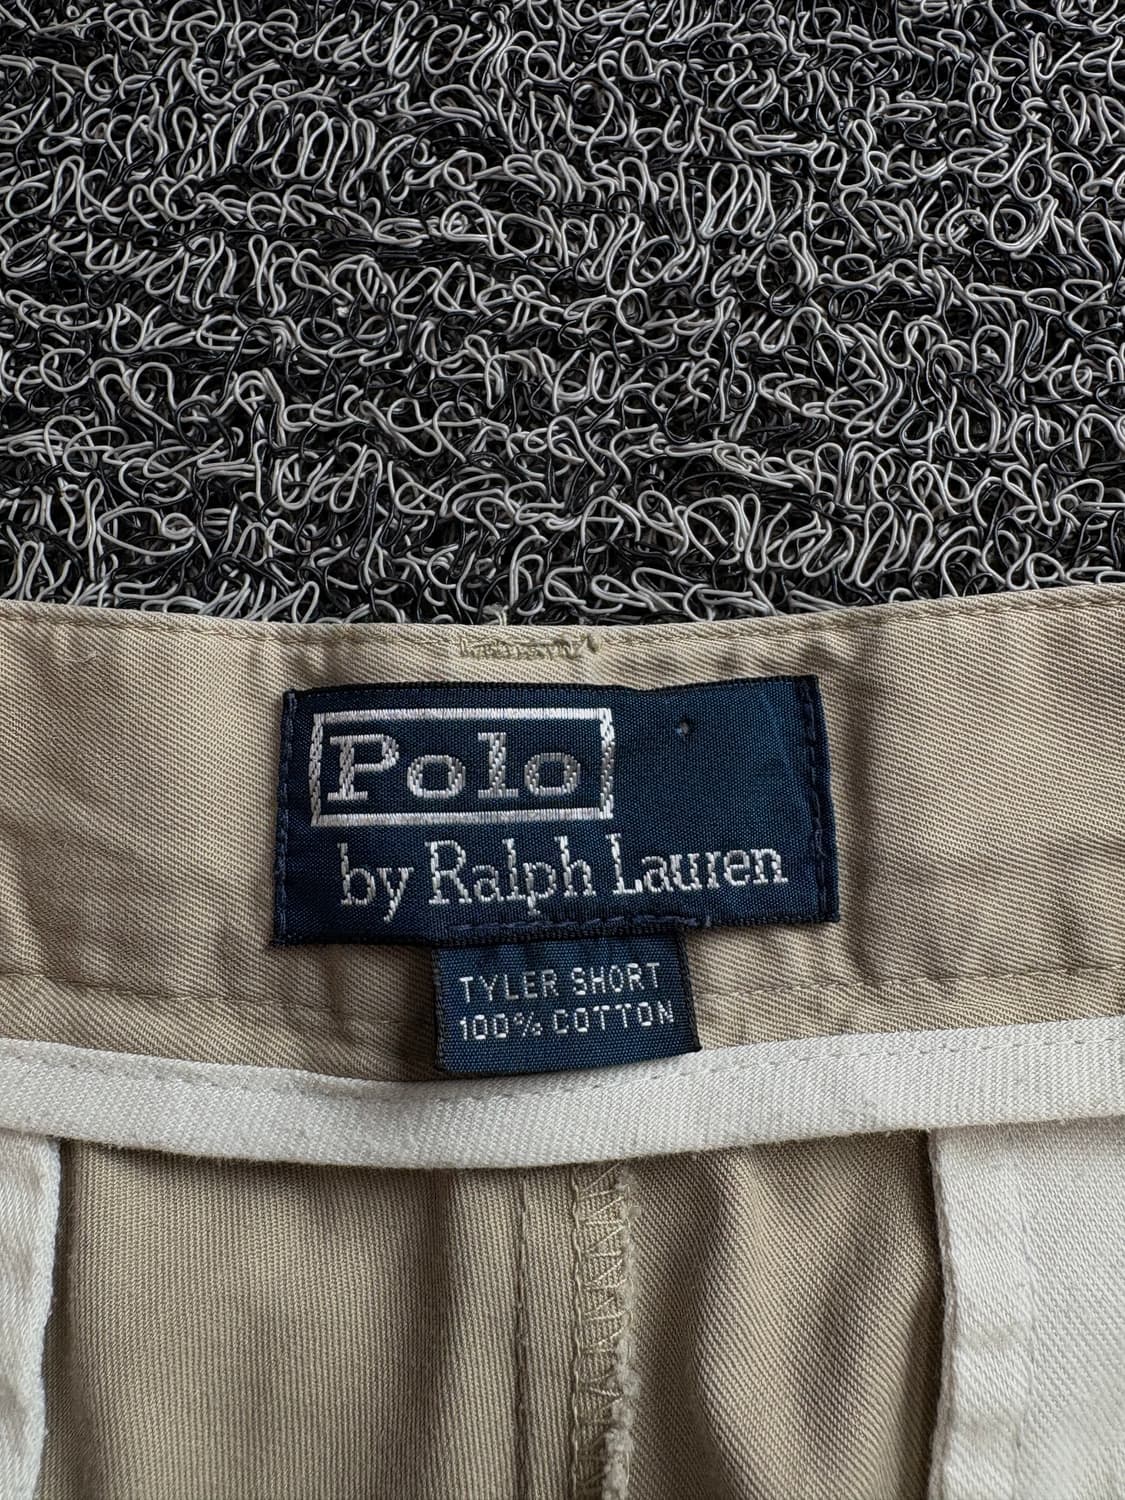 Polo
by Ralph Lauren
TYLER SHORT
100% COTTON